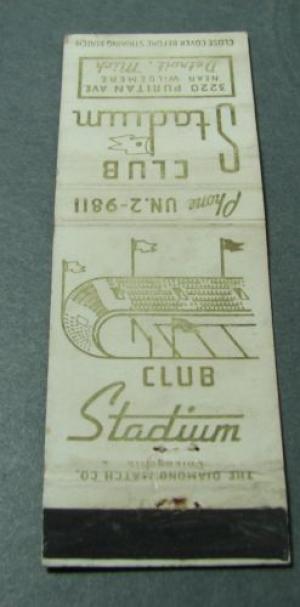 CLOSE COVER BEFORE STRIKING MATCH
Detroit, Mich
NEAR WILDEMERE
3220 PURITAN AVE
Stadium
CLUB
Phone UN.2-9811
CLUB
Stadium
THE DIAMOND MATCH CO.